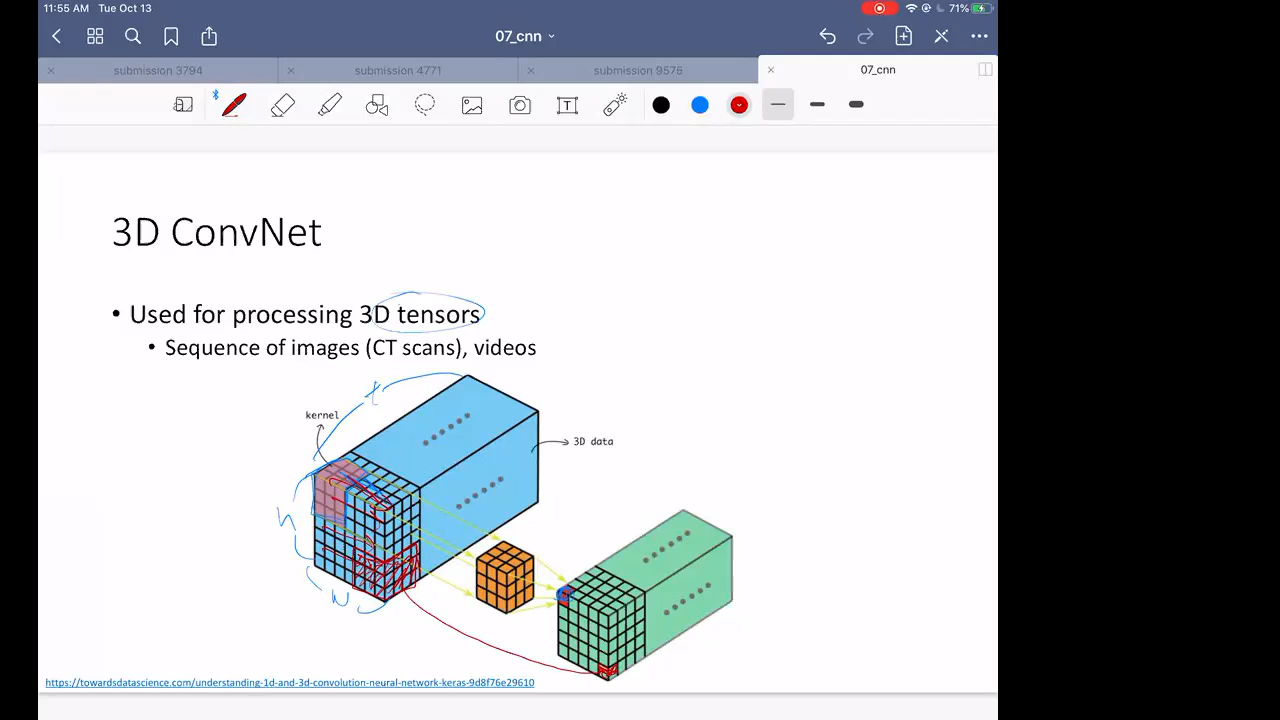 11:55 AM Tue Oct 13
71%
07_cnn
submission 3794
submission 4771
submission 9576
07_cnn
T
3D ConvNet
• Used for processing 3D tensors
• Sequence of images (CT scans), videos
t
kernel
3D data
h
w
https://towardsdatascience.com/understanding-1d-and-3d-convolution-neural-network-keras-9d8f76e29610